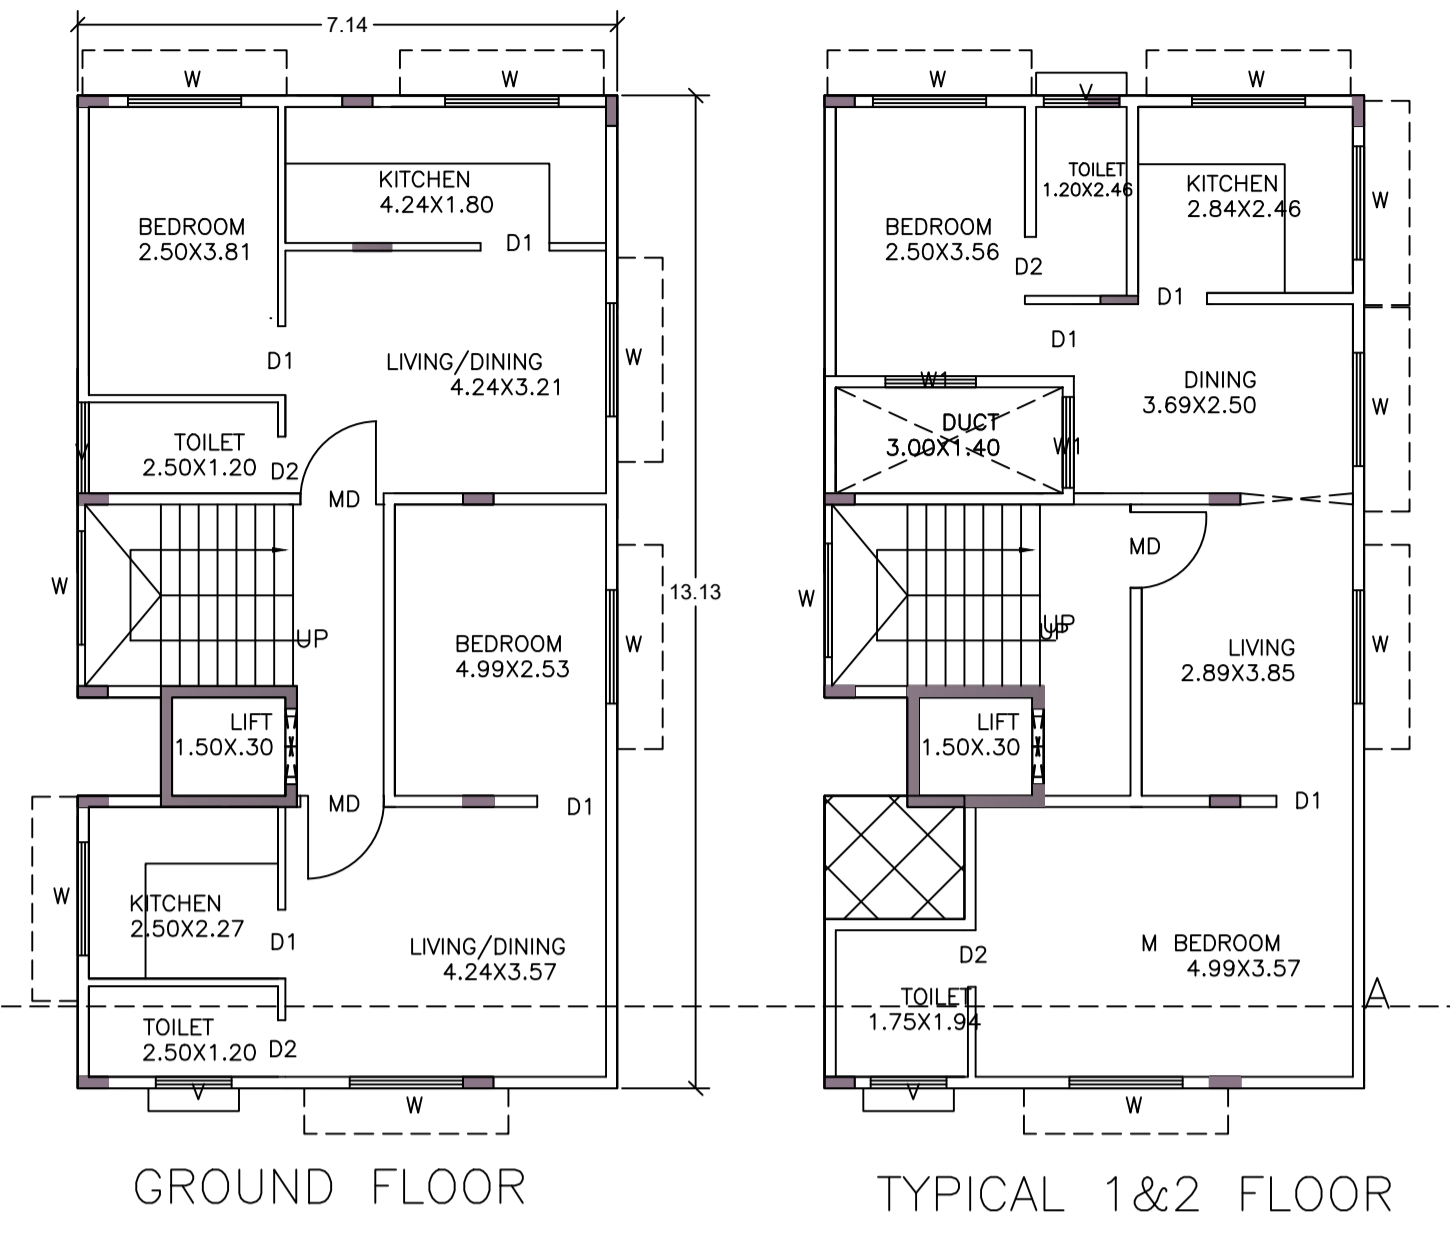 7.14
W
W
BEDROOM
2.50X3.81
KITCHEN
4.24X1.80
D1
D1
LIVING/DINING
4.24X3.21
W
V
TOILET
2.50X1.20
D2
MD
W
UP
BEDROOM
4.99X2.53
W
13.13
LIFT
1.50X.30
MD
D1
W
KITCHEN
2.50X2.27
D1
LIVING/DINING
4.24X3.57
TOILET
2.50X1.20
D2
V
W
GROUND FLOOR
W
V
W
BEDROOM
2.50X3.56
TOILET
1.20X2.46
KITCHEN
2.84X2.46
W
D2
D1
D1
W1
DUCT
3.00X1.40
W1
DINING
3.69X2.50
W
MD
W
UP
UP
LIVING
2.89X3.85
W
LIFT
1.50X.30
D1
D2
M BEDROOM
4.99X3.57
TOILET
1.75X1.94
A
V
W
TYPICAL 1&2 FLOOR